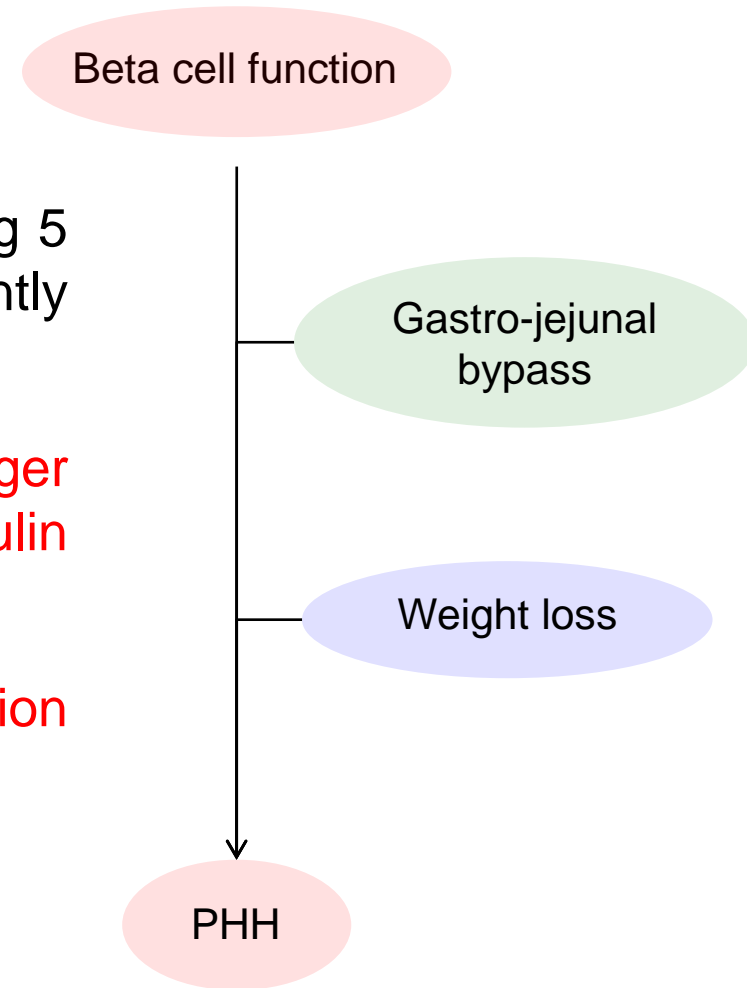 Beta cell function
g 5
ntly
Gastro-jejunal
bypass
ger
ulin
Weight loss
ion
PHH